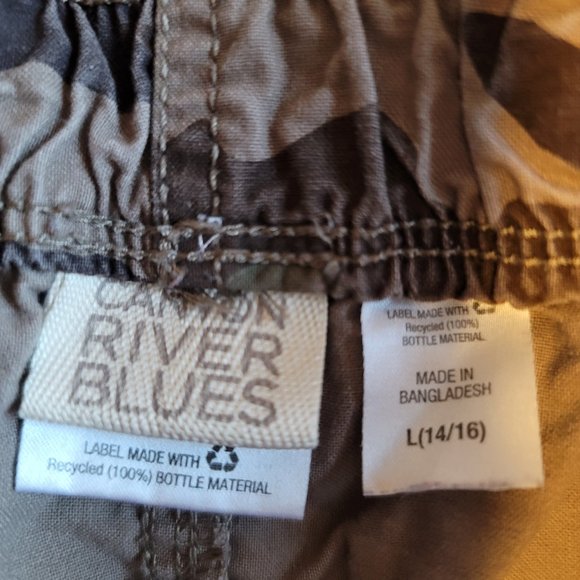 CANYON
RIVER
BLUES
LABEL MADE WITH
Recycled (100%) BOTTLE MATERIAL
LABEL MADE WITH
Recycled (100%)
BOTTLE MATERIAL
MADE IN
BANGLADESH
L(14/16)